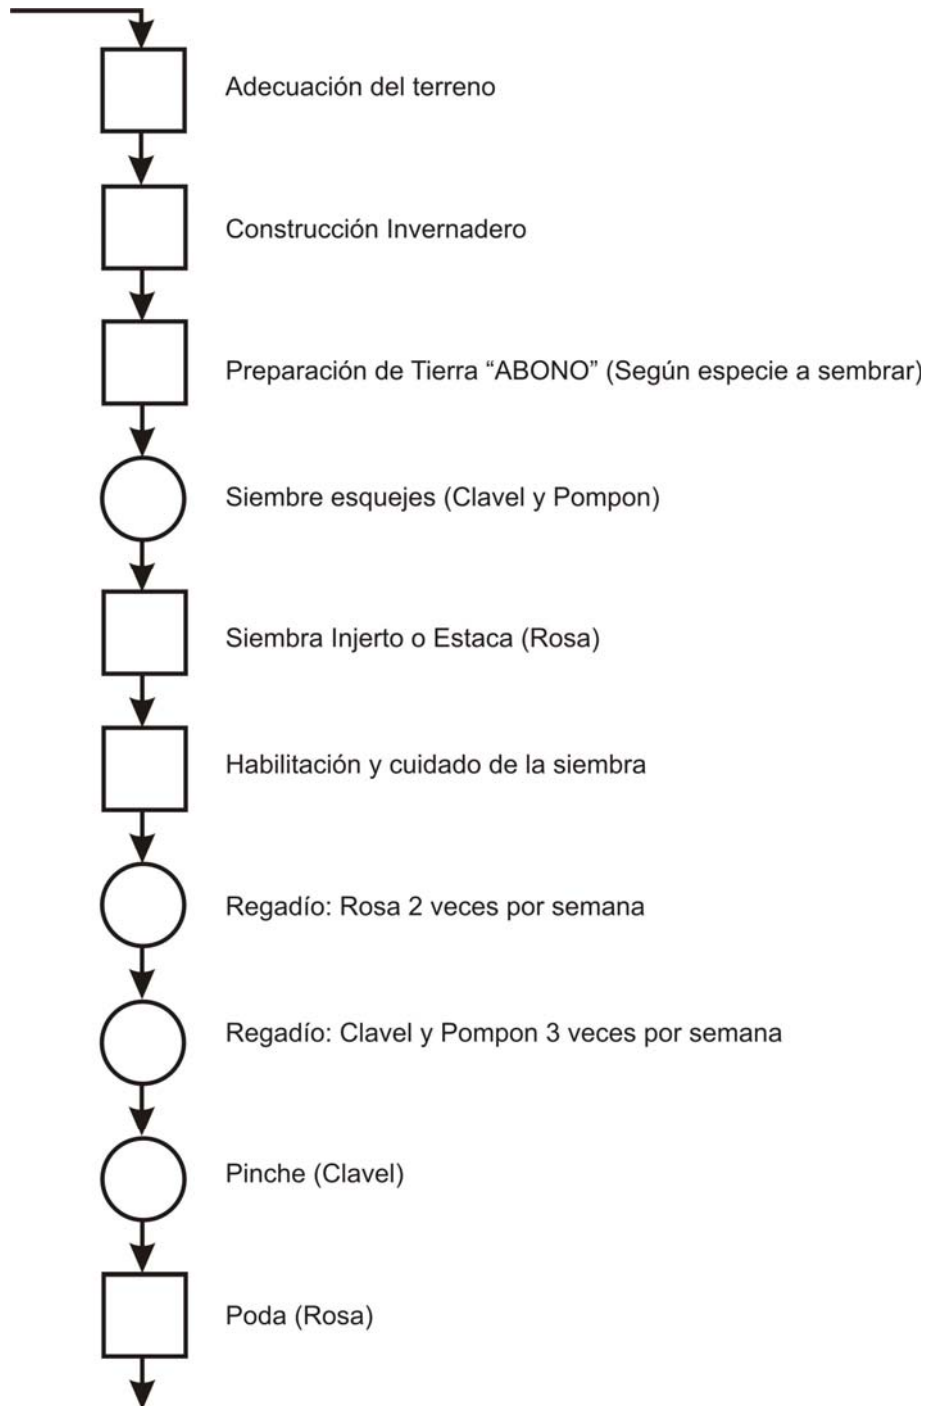 Adecuación del terreno
Construcción Invernadero
Preparación de Tierra “ABONO” (Según especie a sembrar)
Siembre esquejes (Clavel y Pompon)
Siembra Injerto o Estaca (Rosa)
Habilitación y cuidado de la siembra
Regadío: Rosa 2 veces por semana
Regadío: Clavel y Pompon 3 veces por semana
Pinche (Clavel)
Poda (Rosa)